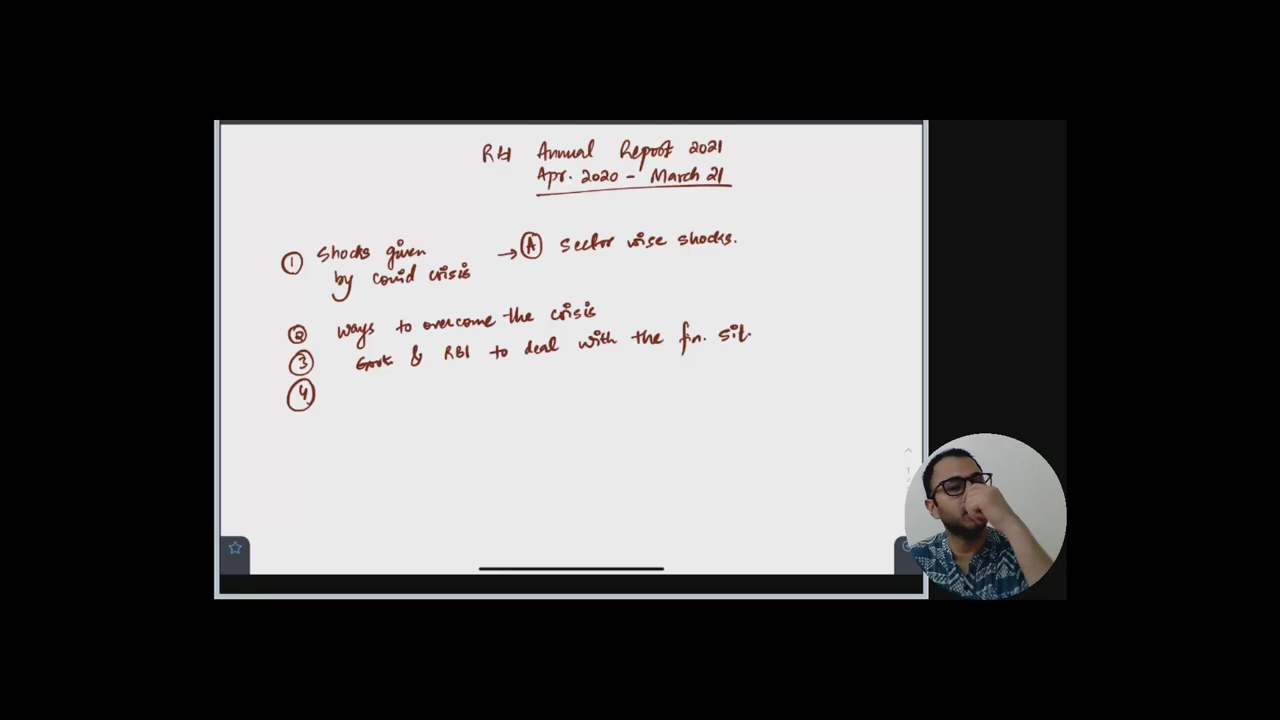 RBI Annual Report 2021
Apr. 2020 - March 21
① Shocks given → Ⓐ Sector wise shocks.
by covid crisis
② Ways to overcome the crisis
③ Govt & RBI to deal with the fin. sit.
④